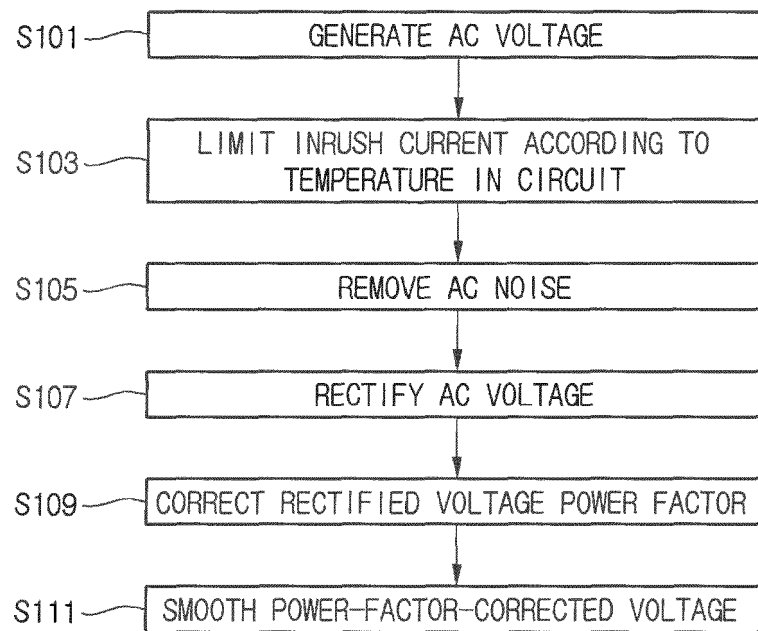 S101 GENERATE AC VOLTAGE
S103 LIMIT INRUSH CURRENT ACCORDING TO
TEMPERATURE IN CIRCUIT
S105 REMOVE AC NOISE
S107 RECTIFY AC VOLTAGE
S109 CORRECT RECTIFIED VOLTAGE POWER FACTOR
S111 SMOOTH POWER-FACTOR-CORRECTED VOLTAGE